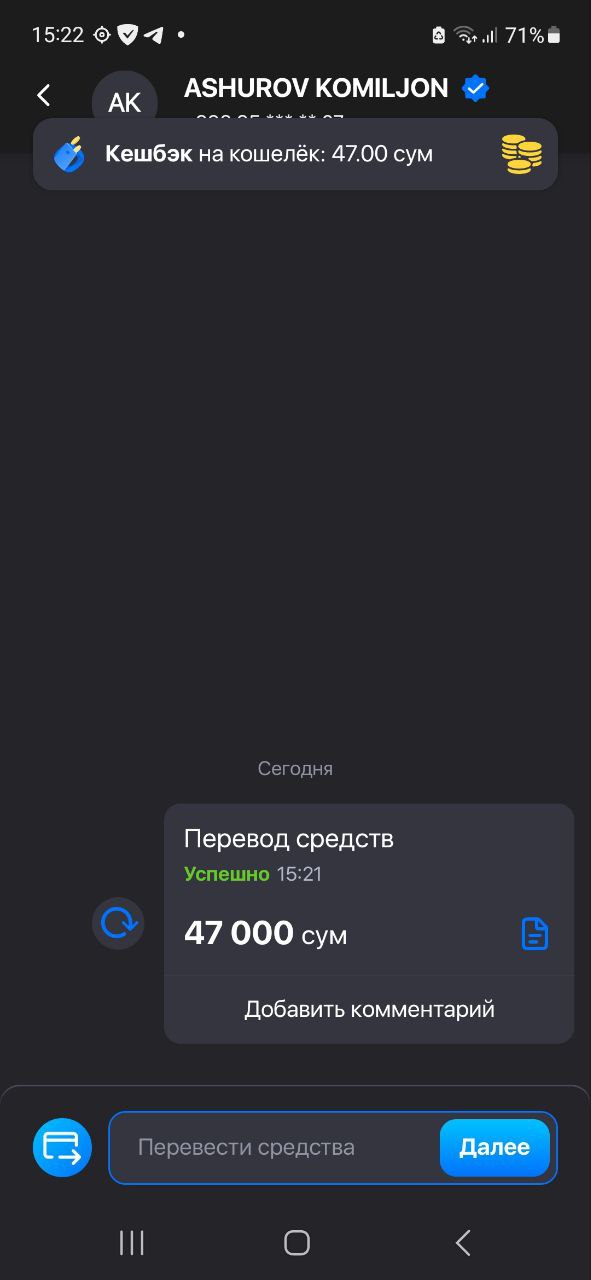 15:22
71%
AK
ASHUROV KOMILJON
Кешбэк на кошелёк: 47.00 сум
Сегодня
Перевод средств
Успешно 15:21
47 000 сум
Добавить комментарий
Перевести средства
Далее